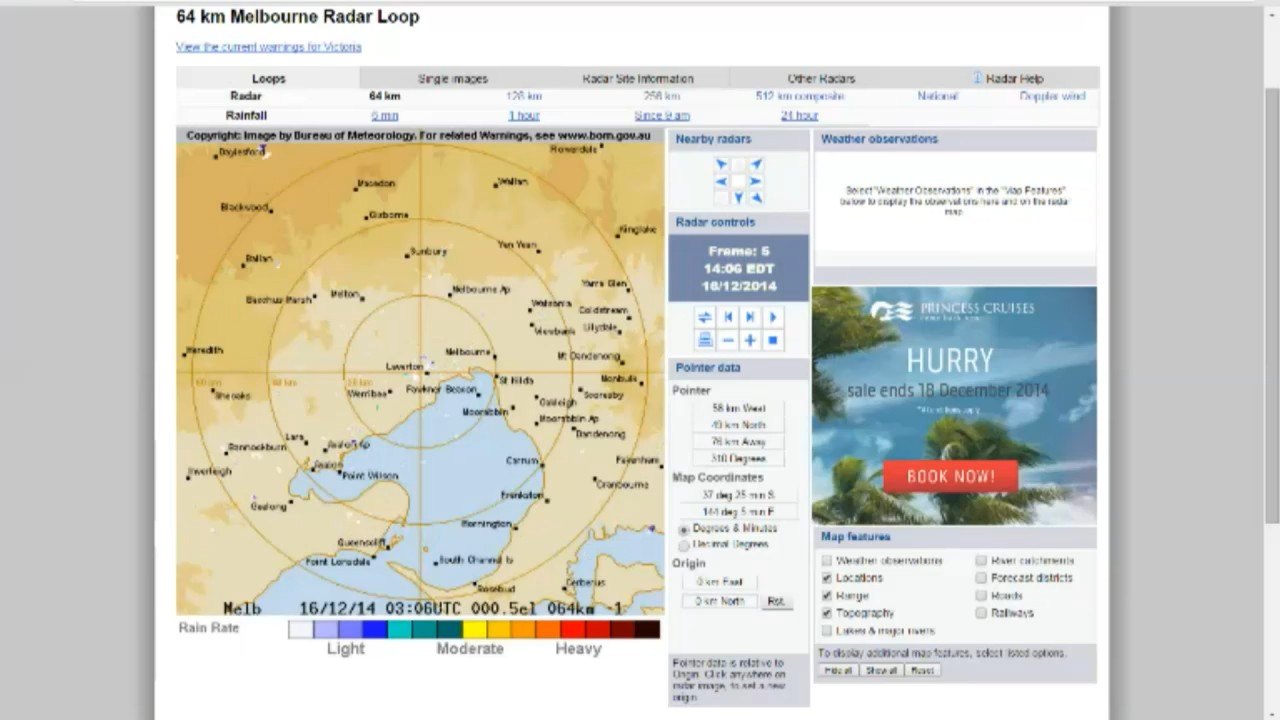 64 km Melbourne Radar Loop
View the current warnings for Victoria
Loops Single images Radar Site Information Other Radars Radar Help
Radar 64 km 128 km 256 km 512 km composite National Doppler wind
Rainfall 6 min 1 hour Since 9 am 24 hour
Copyright: Image by Bureau of Meteorology. For related Warnings, see www.bom.gov.au
Daylesford
Flowerdale
Macedon
Wallan
Blackwood
Gisborne
Kinglake
Sunbury
Yan Yean
Ballan
Yarra Glen
Bacchus Marsh
Melton
Melbourne Ap
Watsonia
Coldstream
Viewbank
Lilydale
Meredith
Melbourne
Mt Dandenong
Laverton
St Kilda
Monbulk
Werribee
Fawkner Beacon
Scoresby
Sheoaks
Oakleigh
Moorabbin
Moorabbin Ap
Dandenong
Lara
Avalon Ap
Bannockburn
Avalon
Carrum
Pakenham
Inverleigh
Point Wilson
Cranbourne
Geelong
Frankston
Mornington
Queenscliff
Point Lonsdale
South Channel Is
Rosebud
Cerberus
Melb 16/12/14 03:06UTC 000.5el 064km -1
Rain Rate
Light Moderate Heavy
Nearby radars
Radar controls
Frame: 5
14:06 EDT
16/12/2014
Pointer data
Pointer
58 km West
49 km North
76 km Away
310 Degrees
Map Coordinates
37 deg 25 min S
144 deg 5 min E
Degrees & Minutes
Decimal Degrees
Origin
0 km East
0 km North Rst.
Pointer data is relative to
Origin. Click anywhere on
radar image, to set a new
origin
Weather observations
Select "Weather Observations" in the "Map Features"
below to display the observations here and on the radar
map
PRINCESS CRUISES
come back new
HURRY
sale ends 18 December 2014
BOOK NOW!
Map features
Weather observations River catchments
Locations Forecast districts
Range Roads
Topography Railways
Lakes & major rivers
To display additional map features, select listed options.
Hide all Show all Reset